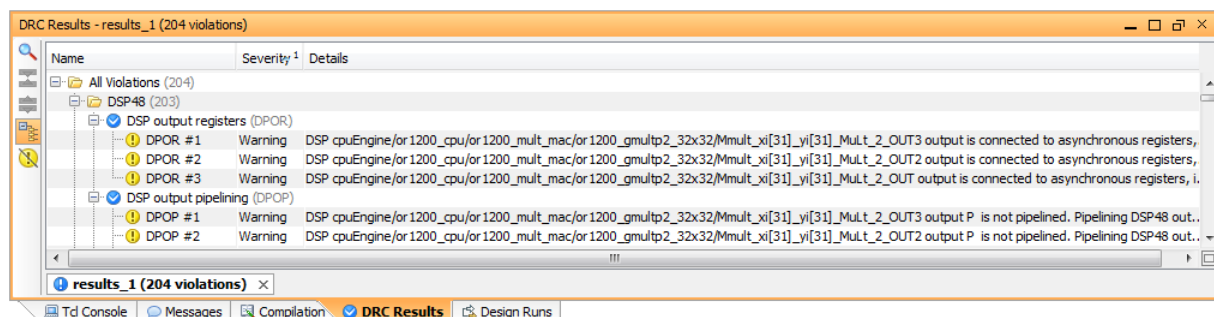 DRC Results - results_1 (204 violations)
Name Severity 1 Details
All Violations (204)
DSP48 (203)
DSP output registers (DPOR)
DPOR #1 Warning DSP cpuEngine/or1200_cpu/or1200_mult_mac/or1200_gmultp2_32x32/Mmult_xi[31]_yi[31]_MuLt_2_OUT3 output is connected to asynchronous registers,.
DPOR #2 Warning DSP cpuEngine/or1200_cpu/or1200_mult_mac/or1200_gmultp2_32x32/Mmult_xi[31]_yi[31]_MuLt_2_OUT2 output is connected to asynchronous registers,.
DPOR #3 Warning DSP cpuEngine/or1200_cpu/or1200_mult_mac/or1200_gmultp2_32x32/Mmult_xi[31]_yi[31]_MuLt_2_OUT output is connected to asynchronous registers, i.
DSP output pipelining (DPOP)
DPOP #1 Warning DSP cpuEngine/or1200_cpu/or1200_mult_mac/or1200_gmultp2_32x32/Mmult_xi[31]_yi[31]_MuLt_2_OUT3 output P is not pipelined. Pipelining DSP48 out..
DPOP #2 Warning DSP cpuEngine/or1200_cpu/or1200_mult_mac/or1200_gmultp2_32x32/Mmult_xi[31]_yi[31]_MuLt_2_OUT2 output P is not pipelined. Pipelining DSP48 out..
results_1 (204 violations)
Tcl Console Messages Compilation DRC Results Design Runs